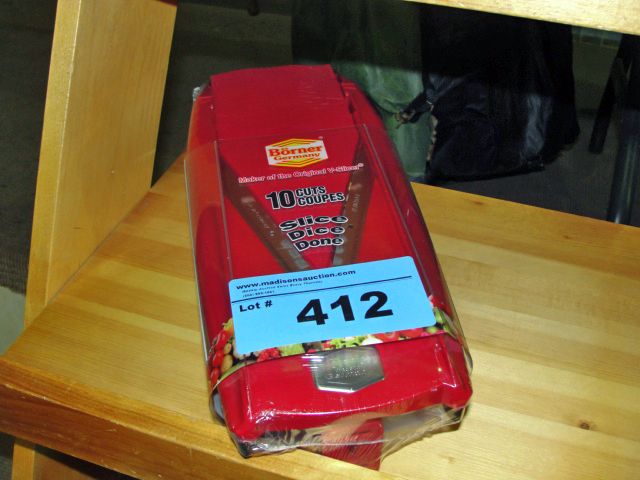 Börner
Germany
Maker of the Original V-Slicer®
10 CUTS
COUPES
Slice
Dice
Done
www.madisonsauction.com
Lot # 412